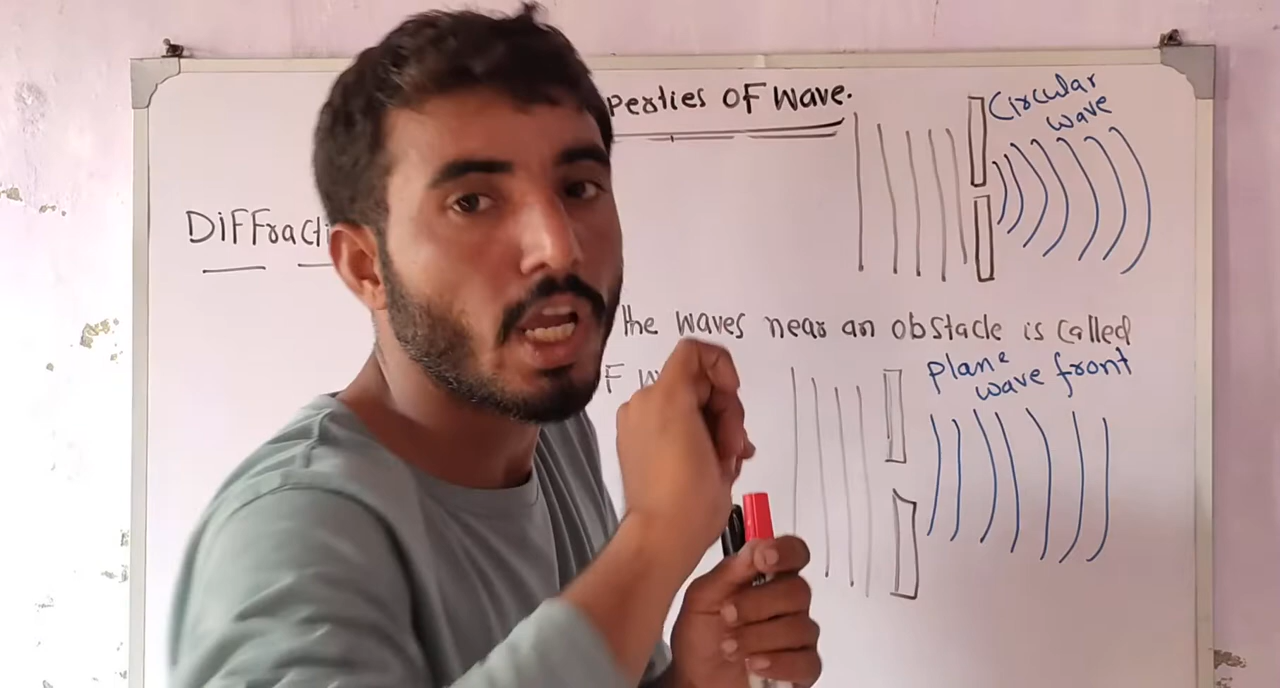 perties OF wave.
Circular
wave
Diffracti
the waves near an obstacle is called
F w
plane
wave front